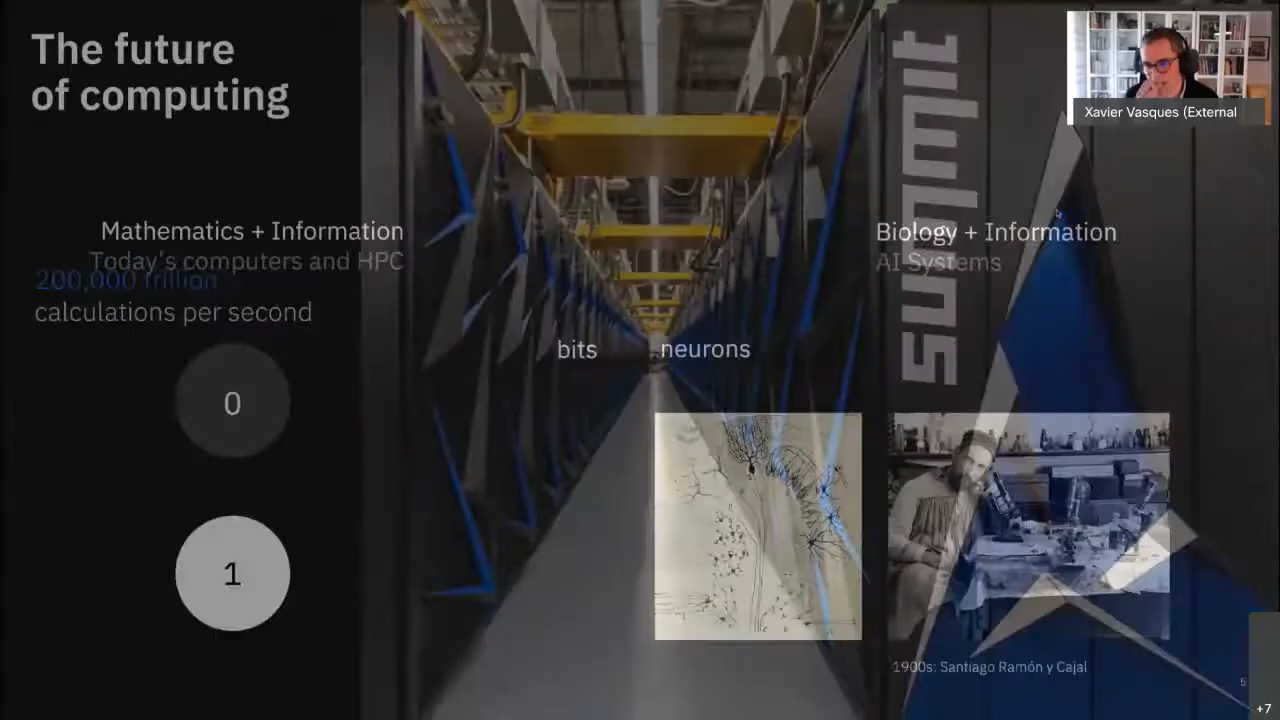 The future
of computing
Xavier Vasques (External
summit
Mathematics + Information
Today's computers and HPC
200,000 trillion
calculations per second
Biology + Information
AI Systems
bits
neurons
0
1
1900s: Santiago Ramón y Cajal
5
+7